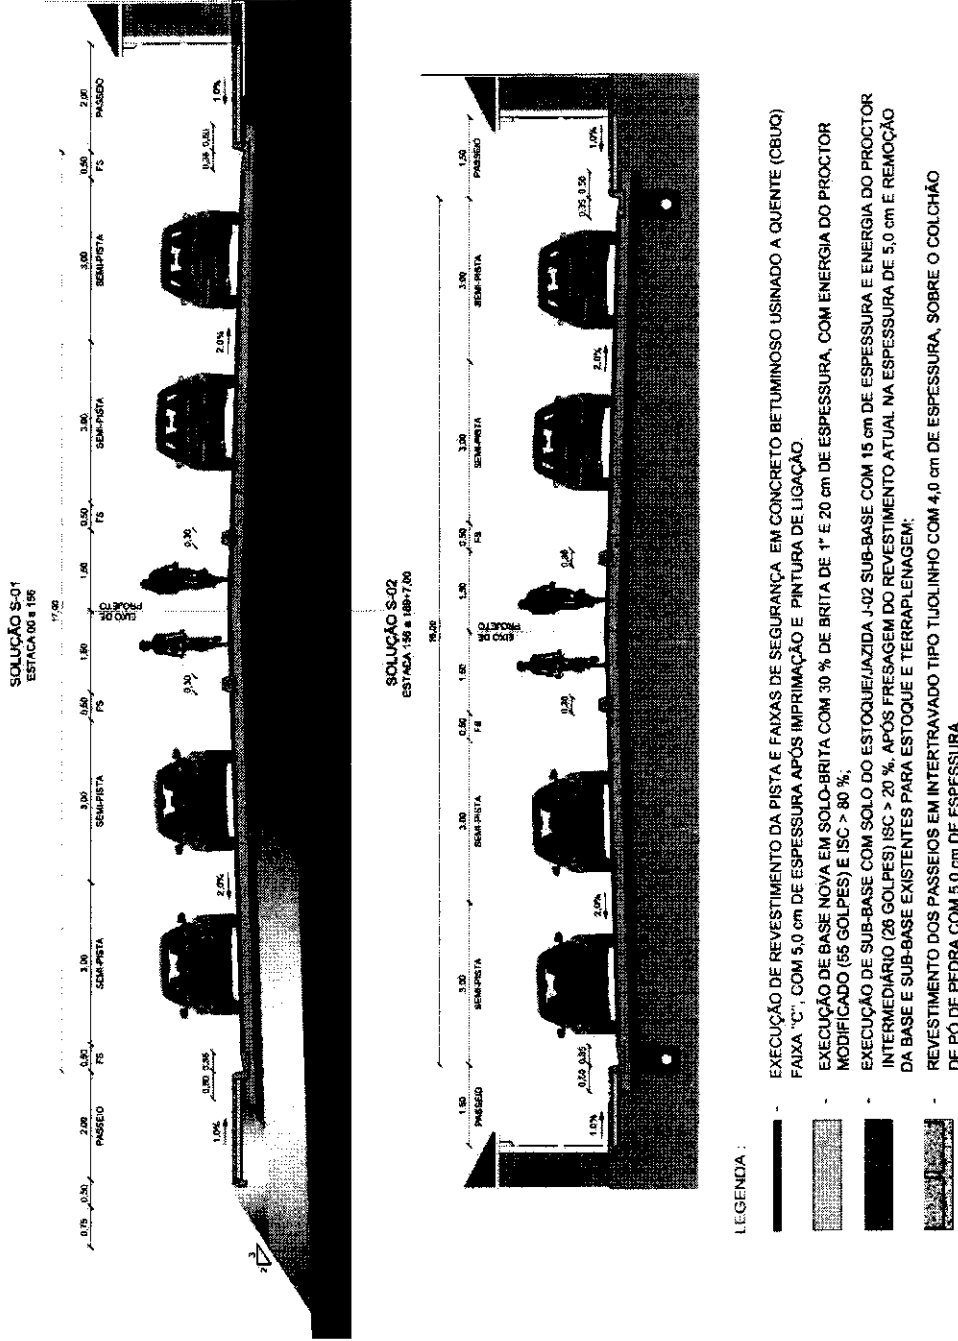 SOLUÇÃO S-01
ESTACA 00 a 156
17,00
0,75
0,50
2,00
PASSEIO
0,50
FS
3,00
SEMI-PISTA
3,00
SEMI-PISTA
0,50
FS
1,50
1,50
0,50
FS
3,00
SEMI-PISTA
3,00
SEMI-PISTA
0,50
FS
2,00
PASSEIO
EIXO DE
PROJETO
0,30
0,30
1,0%
2,0%
2,0%
1,0%
3
2
SOLUÇÃO S-02
ESTACA 156 a 189+7,00
1,50
PASSEIO
3,00
SEMI-PISTA
3,00
SEMI-PISTA
0,50
1,50
1,50
0,50
3,00
SEMI-PISTA
3,00
SEMI-PISTA
1,50
PASSEIO
EIXO DE
PROJETO
1,0%
2,0%
2,0%
1,0%
LEGENDA :
- EXECUÇÃO DE REVESTIMENTO DA PISTA E FAIXAS DE SEGURANÇA EM CONCRETO BETUMINOSO USINADO A QUENTE (CBUQ)
FAIXA "C", COM 5,0 cm DE ESPESSURA APÓS IMPRIMAÇÃO E PINTURA DE LIGAÇÃO.
- EXECUÇÃO DE BASE NOVA EM SOLO-BRITA COM 30 % DE BRITA DE 1" E 20 cm DE ESPESSURA, COM ENERGIA DO PROCTOR
MODIFICADO (55 GOLPES) E ISC > 80 %;
- EXECUÇÃO DE SUB-BASE COM SOLO DO ESTOQUE/JAZIDA J-02 SUB-BASE COM 15 cm DE ESPESSURA E ENERGIA DO PROCTOR
INTERMEDIÁRIO (26 GOLPES) ISC > 20 %, APÓS FRESAGEM DO REVESTIMENTO ATUAL NA ESPESSURA DE 5,0 cm E REMOÇÃO
DA BASE E SUB-BASE EXISTENTES PARA ESTOQUE E TERRAPLENAGEM;
- REVESTIMENTO DOS PASSEIOS EM INTERTRAVADO TIPO TIJOLINHO COM 4,0 cm DE ESPESSURA, SOBRE O COLCHÃO
DE PÓ DE PEDRA COM 5,0 cm DE ESPESSURA